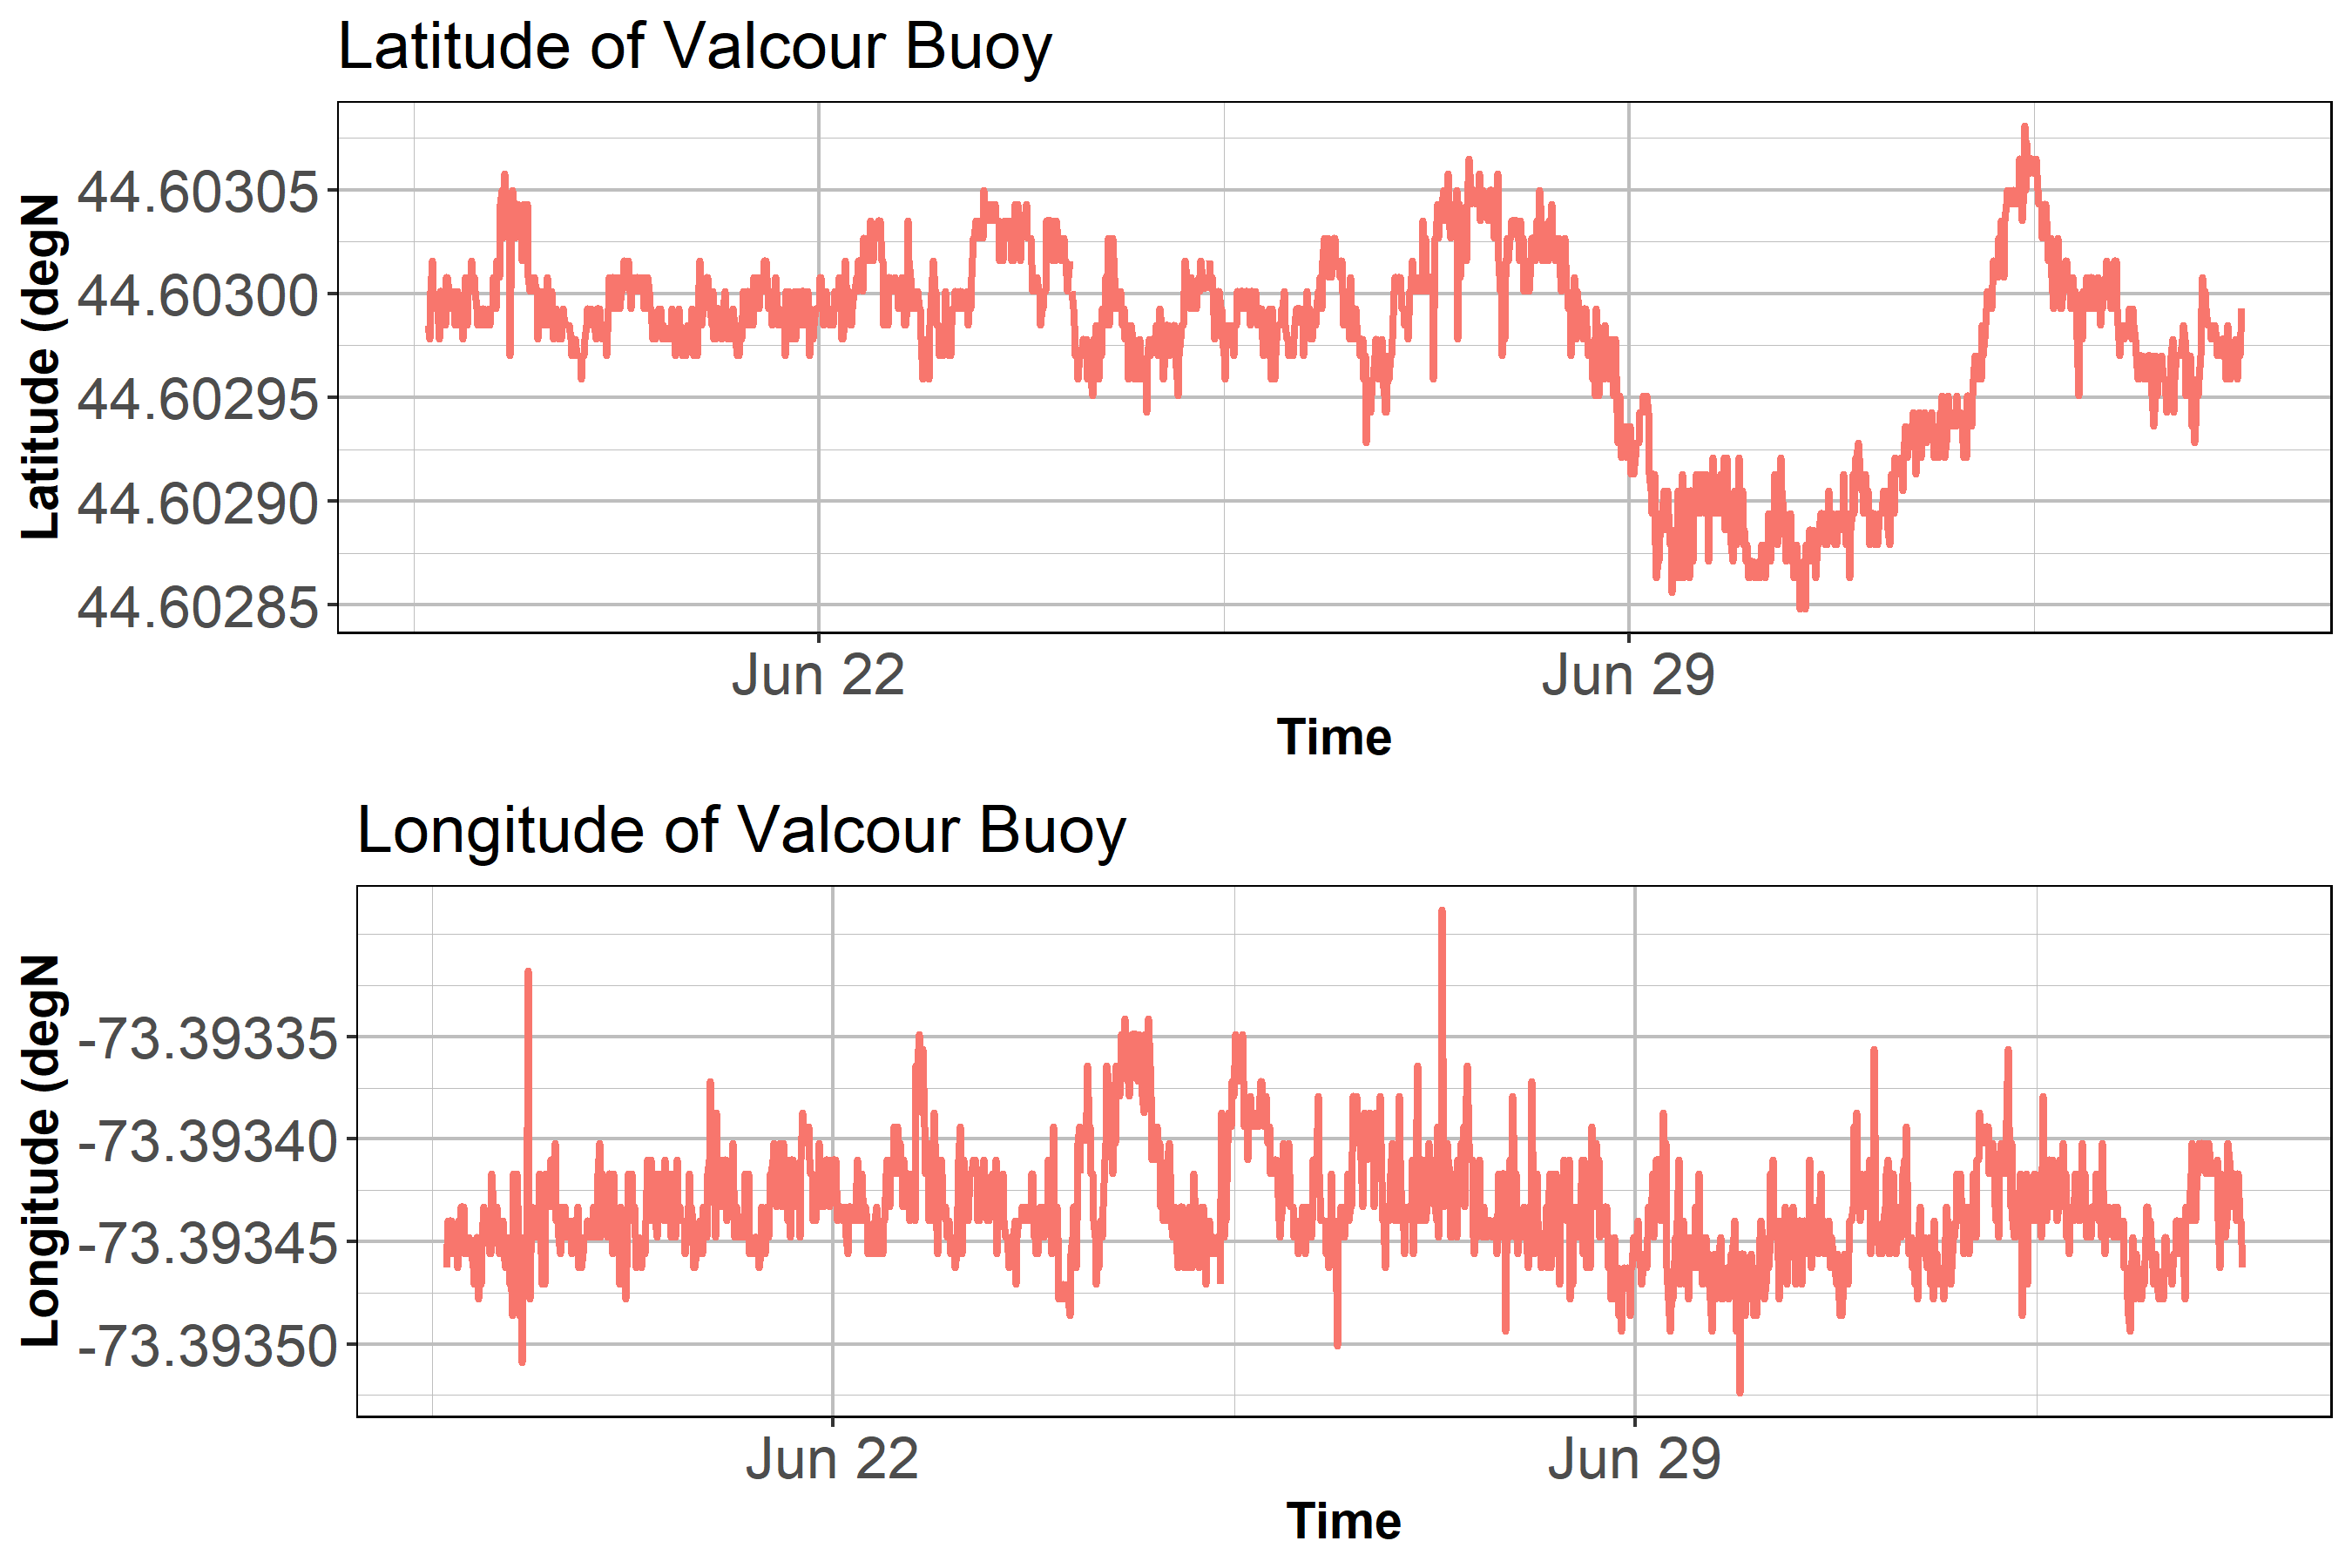 Latitude of Valcour Buoy
Latitude (degN
44.60305
44.60300
44.60295
44.60290
44.60285
Jun 22
Jun 29
Time
Longitude of Valcour Buoy
Longitude (degN
-73.39335
-73.39340
-73.39345
-73.39350
Jun 22
Jun 29
Time